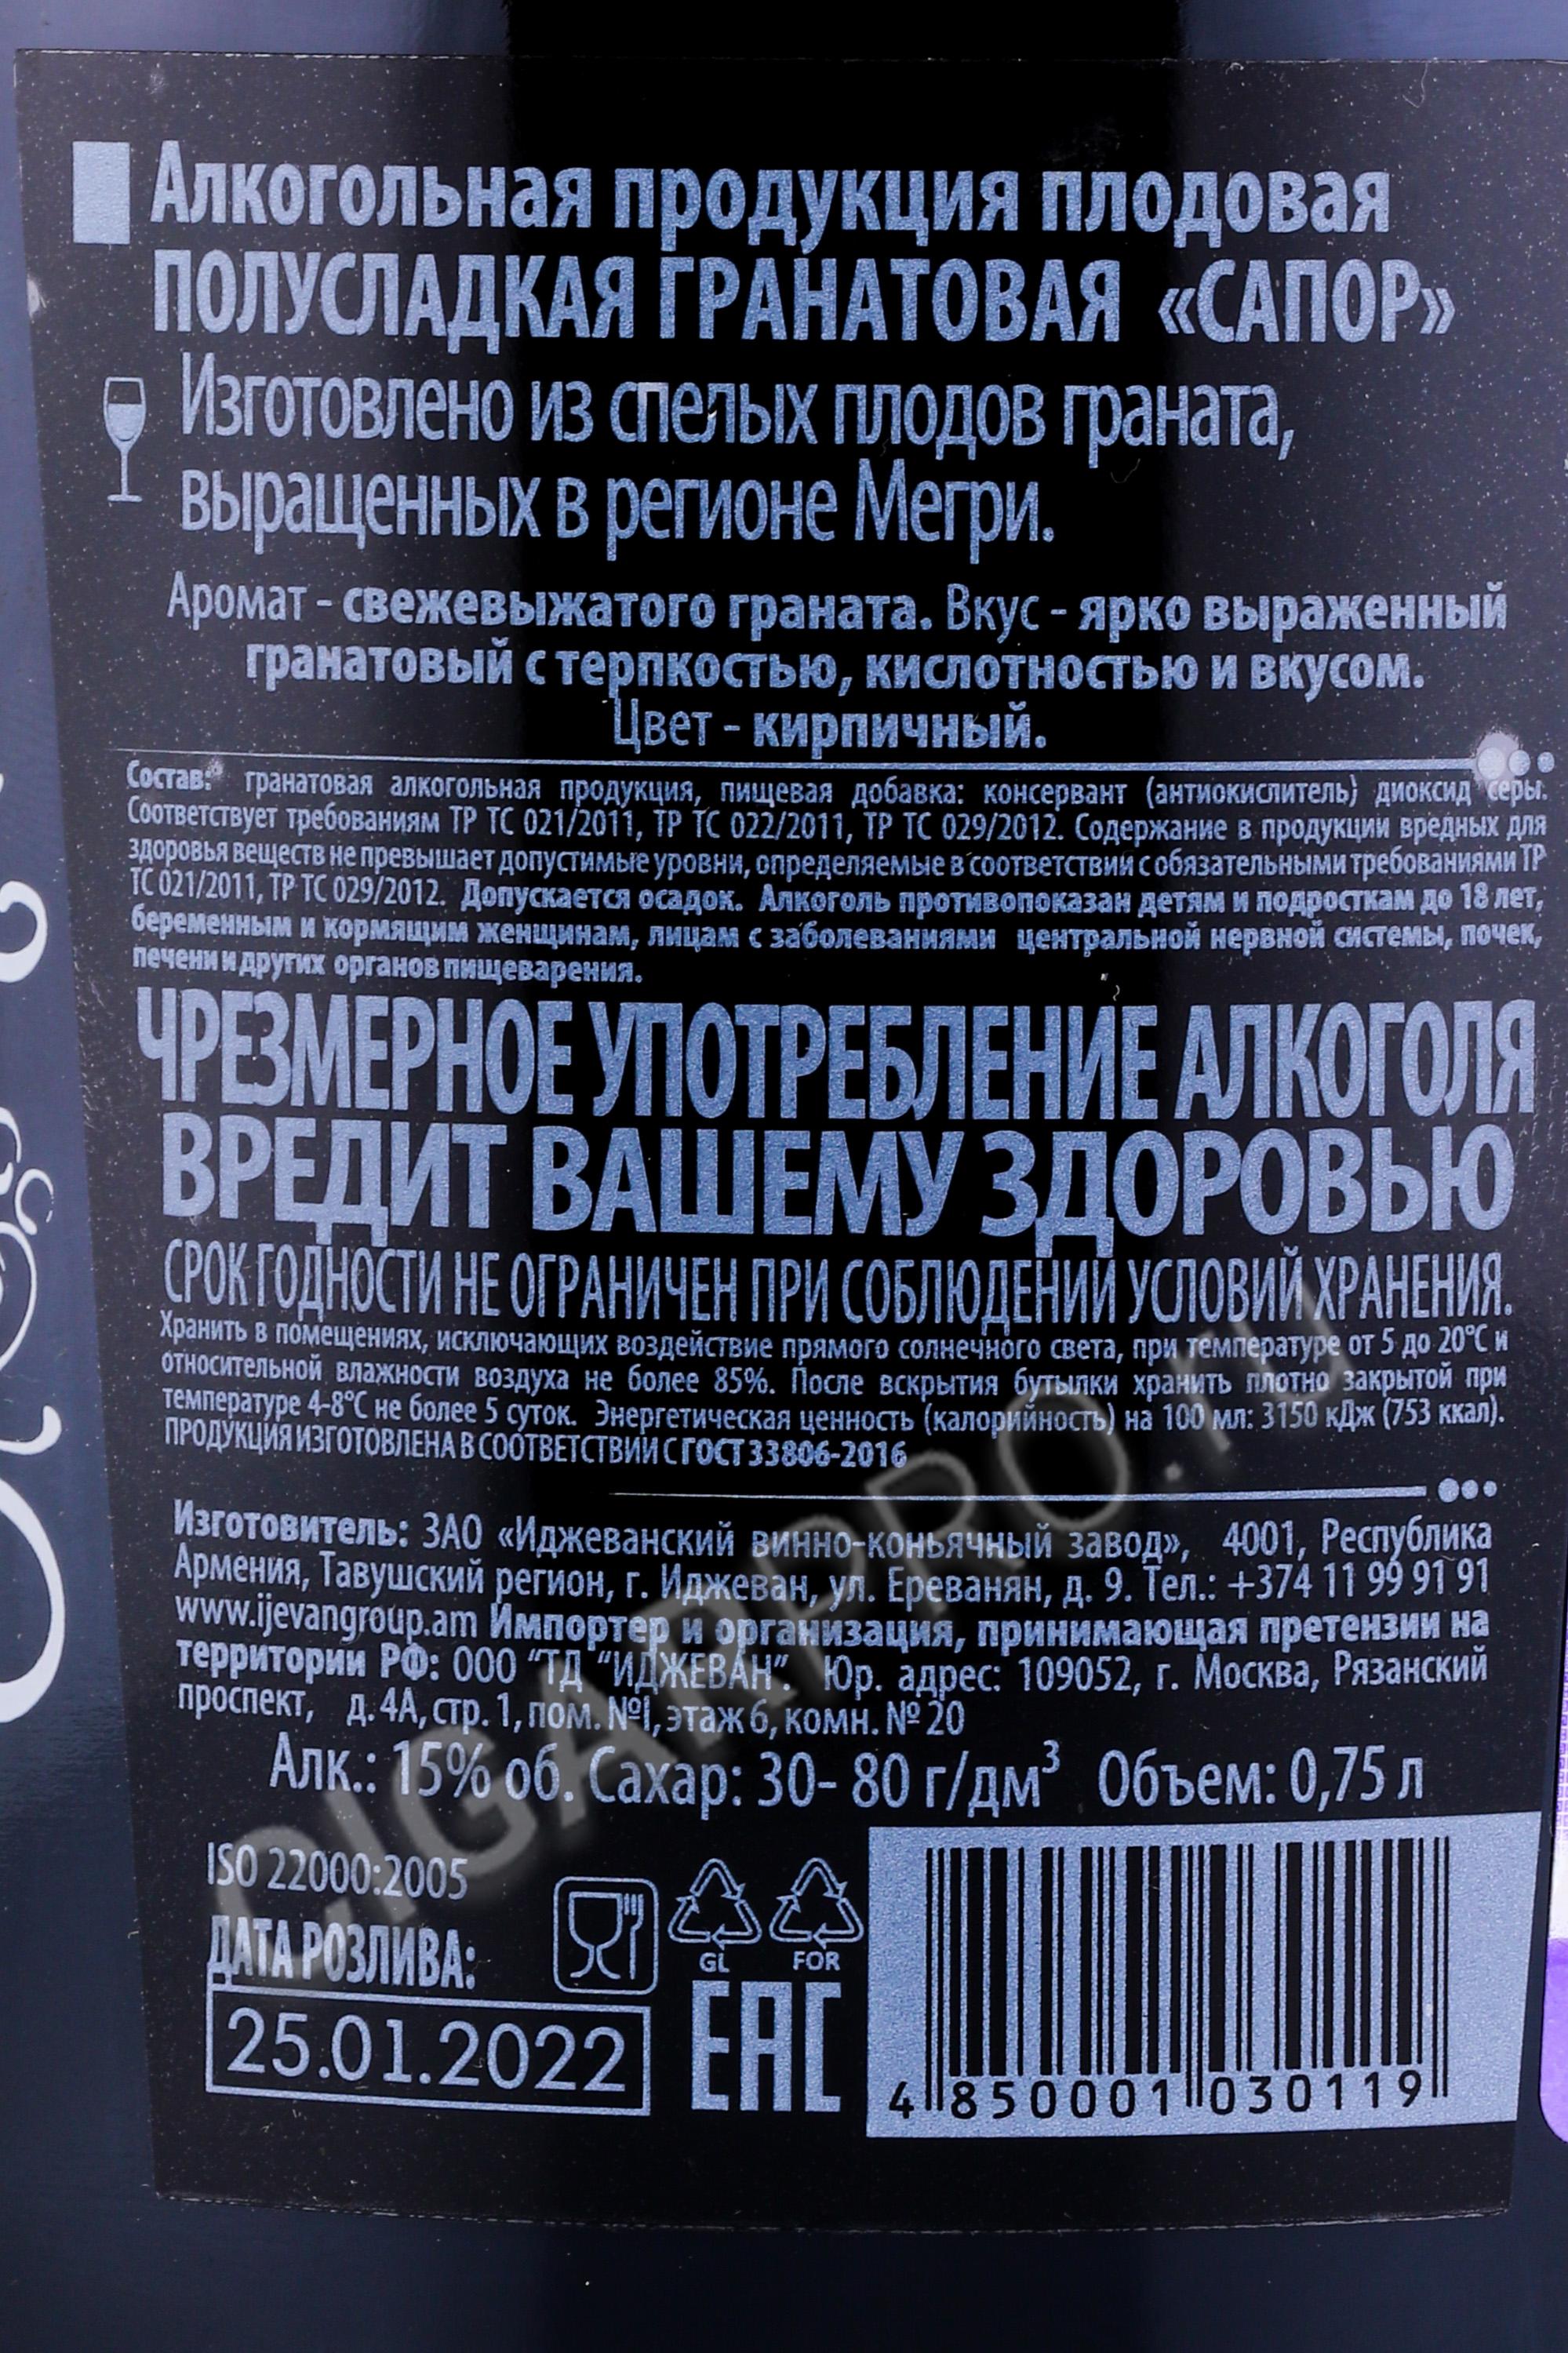 Алкогольная продукция плодовая
ПОЛУСЛАДКАЯ ГРАНАТОВАЯ «САПОР»
Изготовлено из спелых плодов граната,
выращенных в регионе Мегри.
Аромат - свежевыжатого граната. Вкус - ярко выраженный
гранатовый с терпкостью, кислотностью и вкусом.
Цвет - кирпичный.
Состав: гранатовая алкогольная продукция, пищевая добавка: консервант (антиокислитель) диоксид серы.
Соответствует требованиям ТР ТС 021/2011, ТР ТС 022/2011, ТР ТС 029/2012. Содержание в продукции вредных для
здоровья веществ не превышает допустимые уровни, определяемые в соответствии с обязательными требованиями ТР
ТС 021/2011, ТР ТС 029/2012. Допускается осадок. Алкоголь противопоказан детям и подросткам до 18 лет,
беременным и кормящим женщинам, лицам с заболеваниями центральной нервной системы, почек,
печени и других органов пищеварения.
ЧРЕЗМЕРНОЕ УПОТРЕБЛЕНИЕ АЛКОГОЛЯ
ВРЕДИТ ВАШЕМУ ЗДОРОВЬЮ
СРОК ГОДНОСТИ НЕ ОГРАНИЧЕН ПРИ СОБЛЮДЕНИИ УСЛОВИЙ ХРАНЕНИЯ.
Хранить в помещениях, исключающих воздействие прямого солнечного света, при температуре от 5 до 20°С и
относительной влажности воздуха не более 85%. После вскрытия бутылки хранить плотно закрытой при
температуре 4-8°С не более 5 суток. Энергетическая ценность (калорийность) на 100 мл: 3150 кДж (753 ккал).
ПРОДУКЦИЯ ИЗГОТОВЛЕНА В СООТВЕТСТВИИ С ГОСТ 33806-2016
Изготовитель: ЗАО «Иджеванский винно-коньячный завод», 4001, Республика
Армения, Тавушский регион, г. Иджеван, ул. Ереванян, д. 9. Тел.: +374 11 99 91 91
www.ijevangroup.am Импортер и организация, принимающая претензии на
территории РФ: ООО “ТД “ИДЖЕВАН”. Юр. адрес: 109052, г. Москва, Рязанский
проспект, д. 4А, стр. 1, пом. №I, этаж 6, комн. № 20
Алк.: 15% об. Сахар: 30- 80 г/дм³ Объем: 0,75 л
ISO 22000:2005
ДАТА РОЗЛИВА:
25.01.2022
GL FOR
EAC
4 850001 030119
CIGARPRO.ru